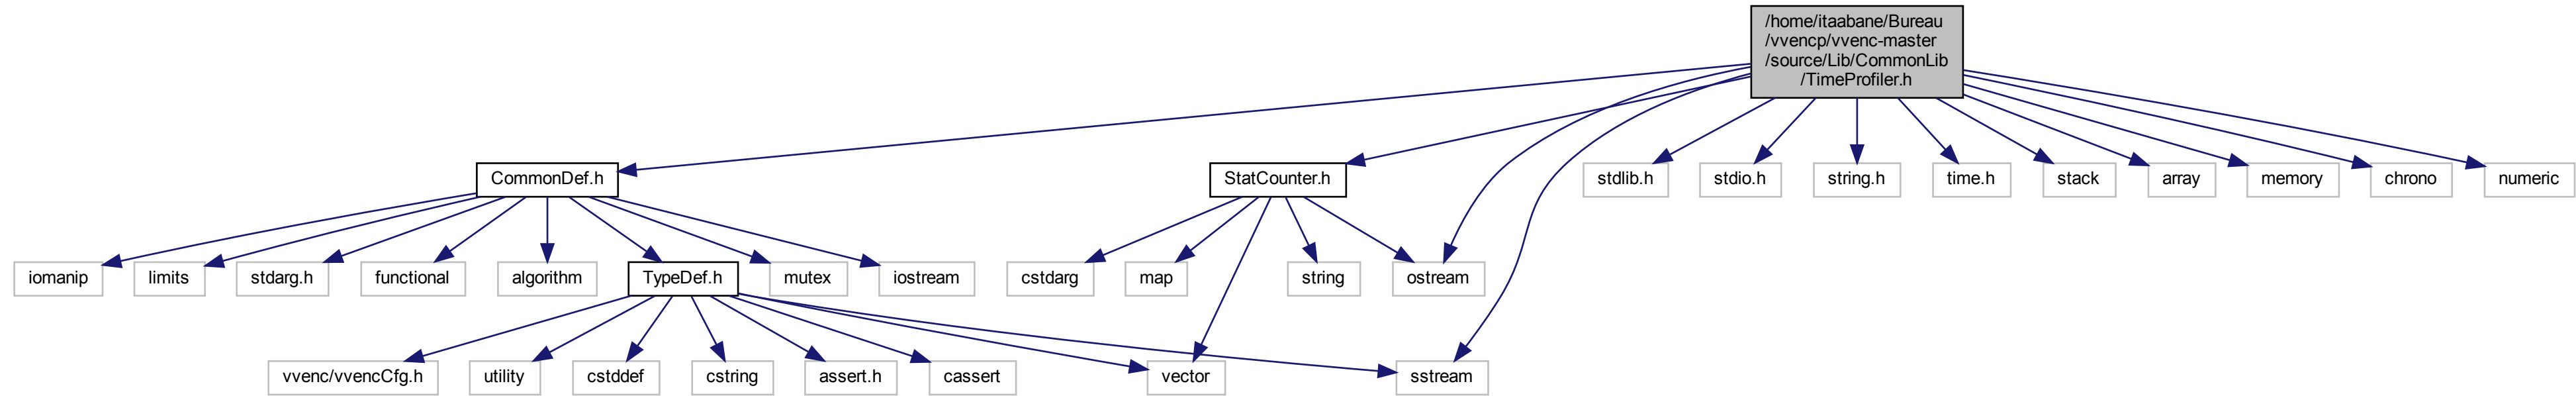 /home/itaabane/Bureau
/vvencp/vvenc-master
/source/Lib/CommonLib
/TimeProfiler.h
CommonDef.h
StatCounter.h
stdlib.h
stdio.h
string.h
time.h
stack
array
memory
chrono
numeric
iomanip
limits
stdarg.h
functional
algorithm
TypeDef.h
mutex
iostream
cstdarg
map
string
ostream
vvenc/vvencCfg.h
utility
cstddef
cstring
assert.h
cassert
vector
sstream